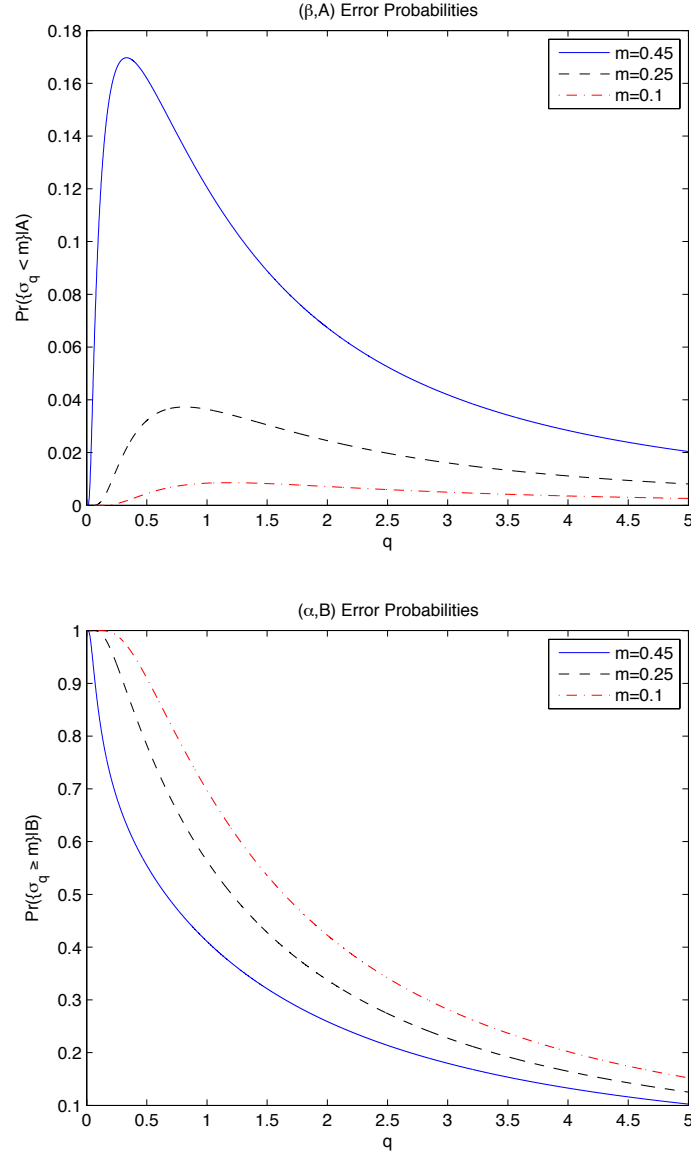 (β,A) Error Probabilities
0.18
0.16
0.14
0.12
0.1
0.08
0.06
0.04
0.02
0
Pr({σ_q < m}|A)
m=0.45
m=0.25
m=0.1
0 0.5 1 1.5 2 2.5 3 3.5 4 4.5 5
q
(α,B) Error Probabilities
1
0.9
0.8
0.7
0.6
0.5
0.4
0.3
0.2
0.1
Pr({σ_q ≥ m}|B)
m=0.45
m=0.25
m=0.1
0 0.5 1 1.5 2 2.5 3 3.5 4 4.5 5
q